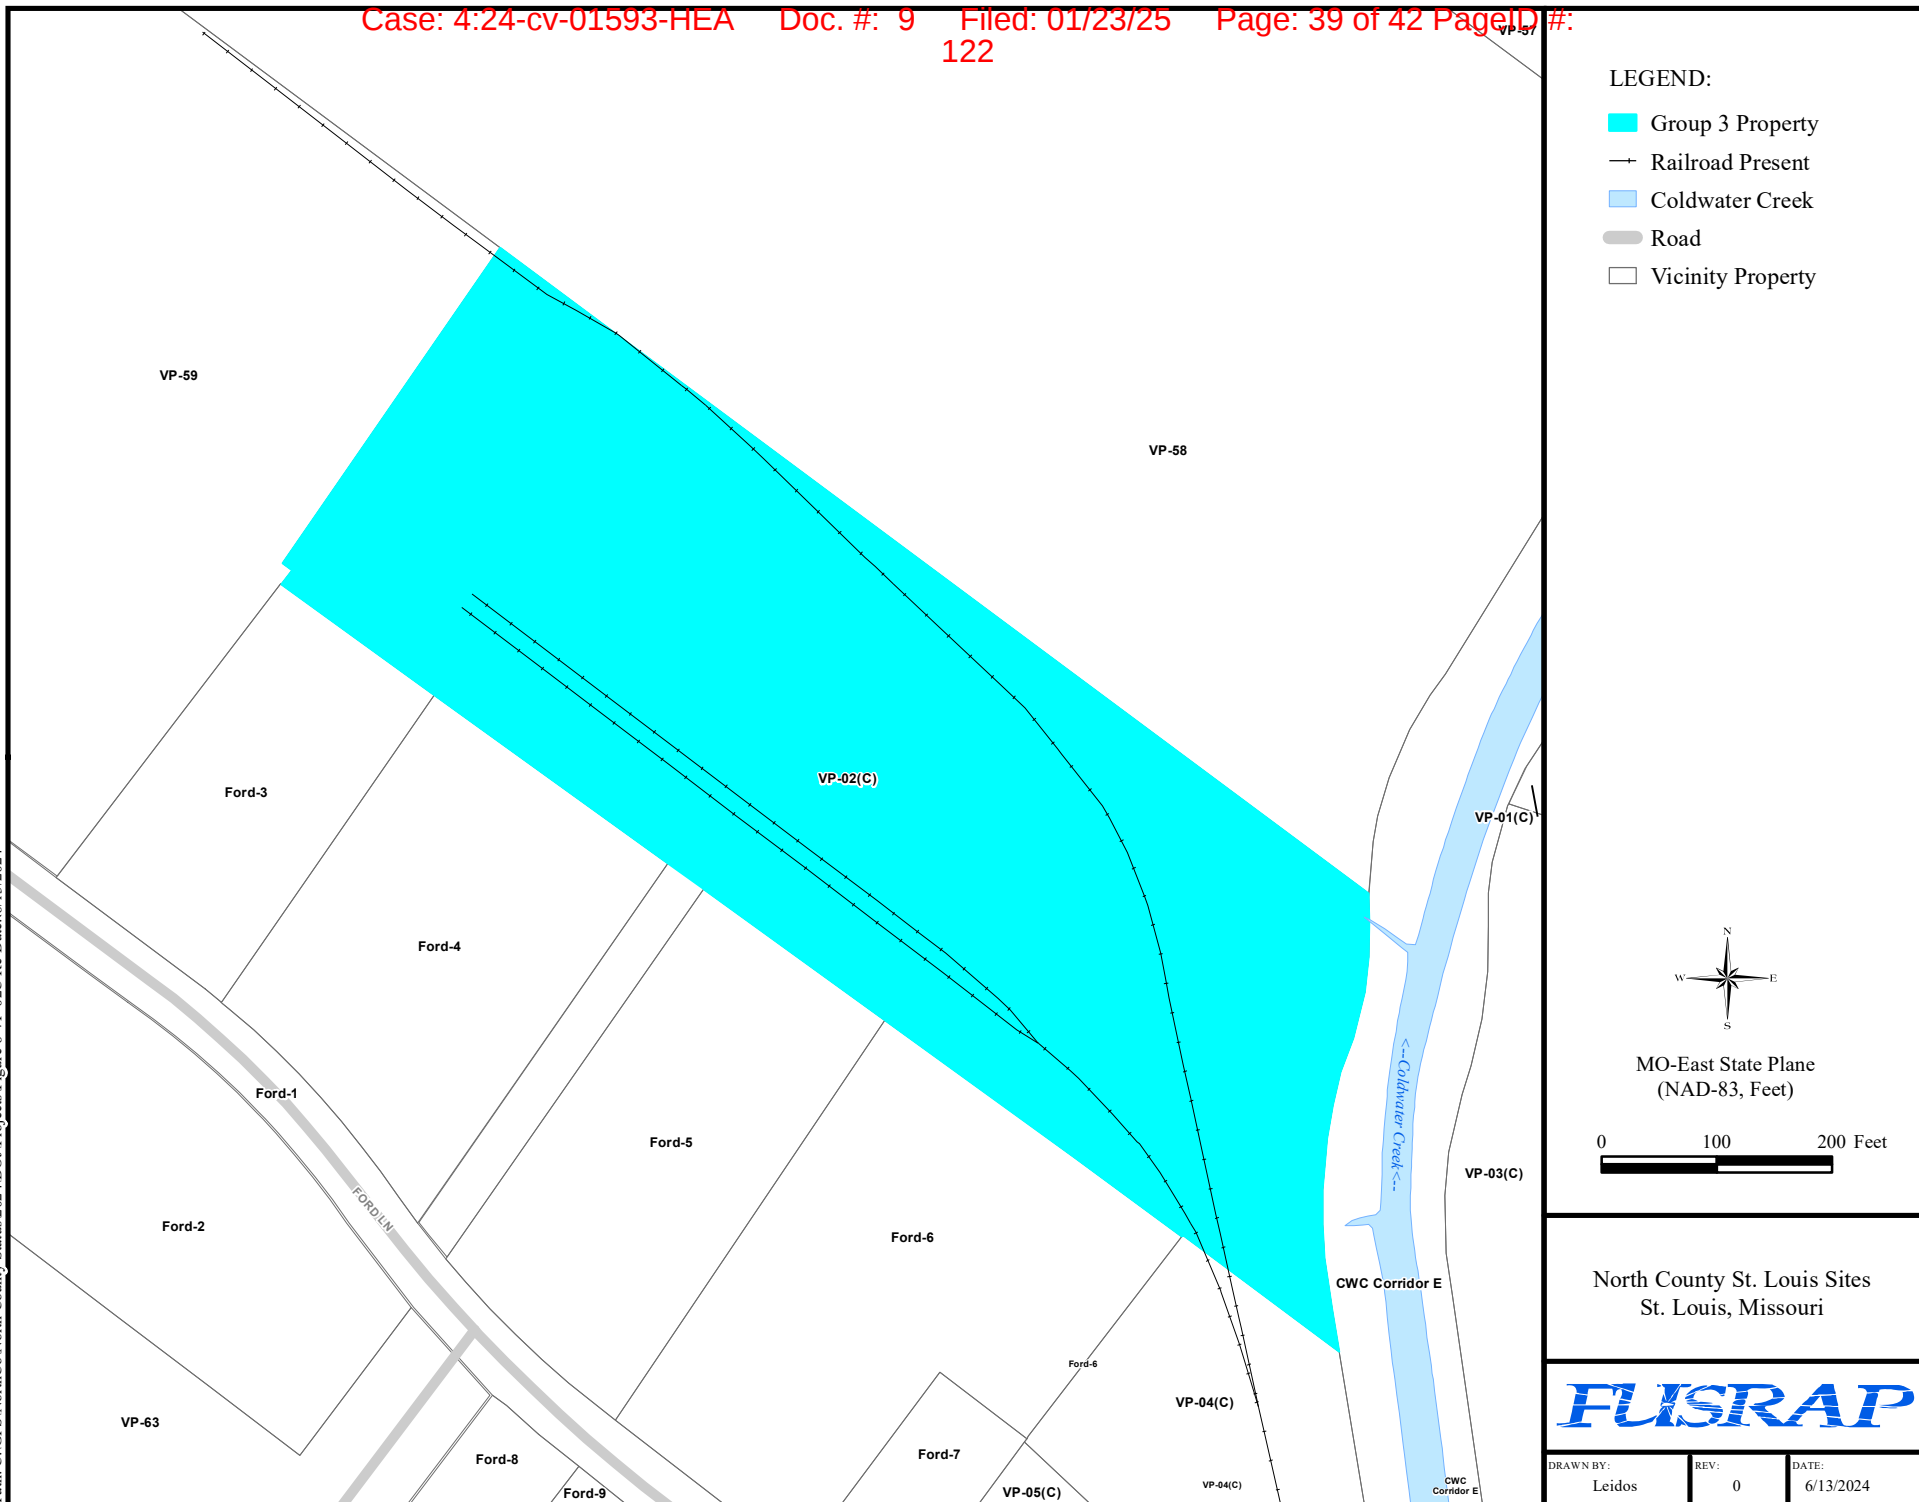 Case: 4:24-cv-01593-HEA Doc. #: 9 Filed: 01/23/25 Page: 39 of 42 PageID #:
122
VP-57
LEGEND:
Group 3 Property
Railroad Present
Coldwater Creek
Road
Vicinity Property
VP-59
VP-58
VP-02(C)
Ford-3
VP-01(C)
Ford-4
Ford-1
<--Coldwater Creek<--
Ford-5
VP-03(C)
FORD LN
Ford-2
Ford-6
CWC Corridor E
Ford-6
VP-04(C)
VP-63
Ford-7
Ford-8
VP-04(C)
CWC
Corridor E
Ford-9
VP-05(C)
N
W E
S
MO-East State Plane
(NAD-83, Feet)
0 100 200 Feet
North County St. Louis Sites
St. Louis, Missouri
FUSRAP
DRAWN BY:
Leidos
REV:
0
DATE:
6/13/2024